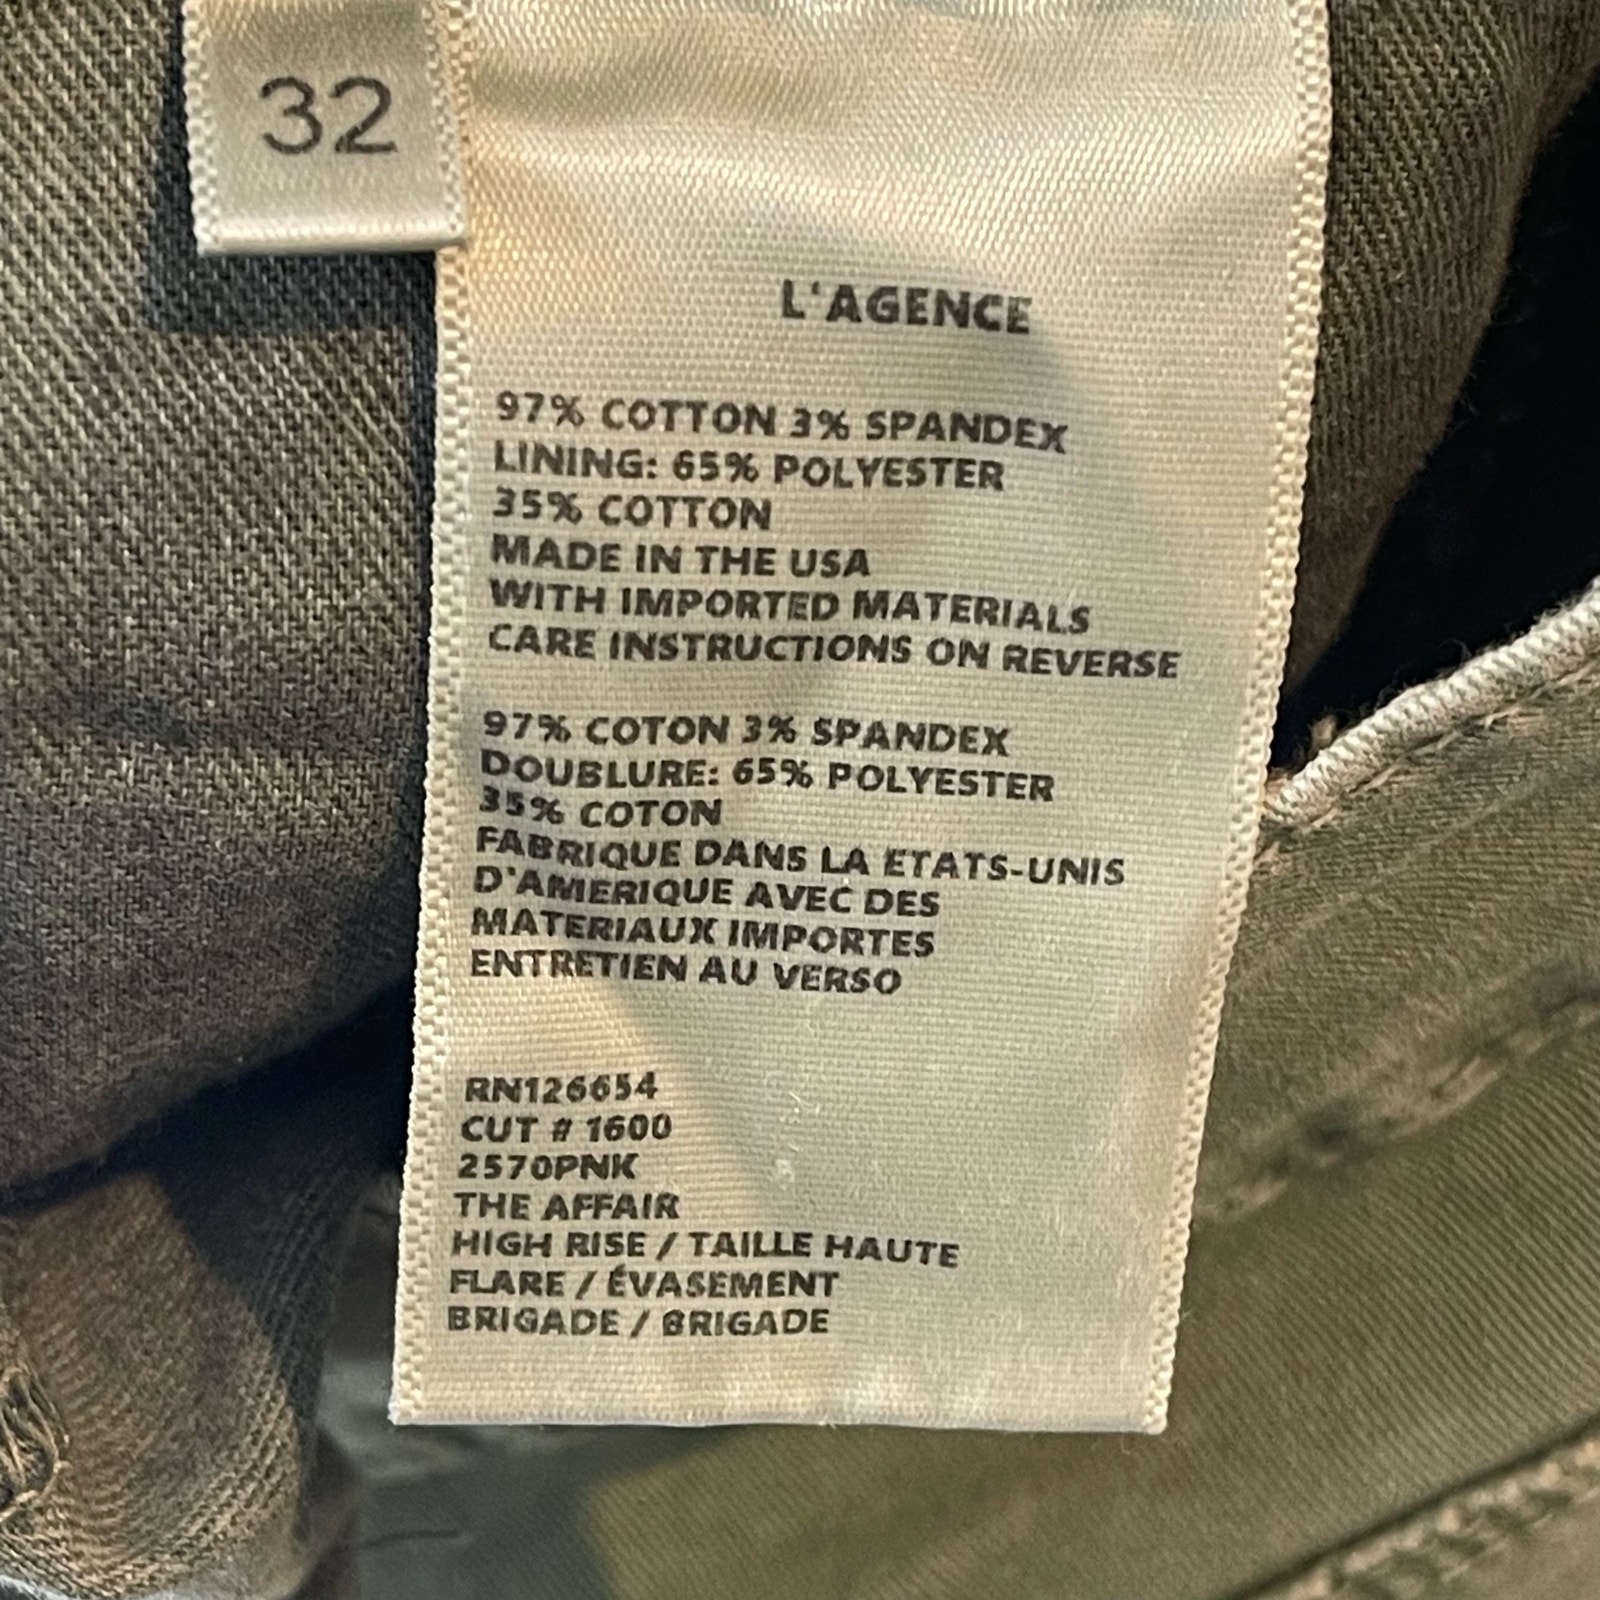 32
L'AGENCE
97% COTTON 3% SPANDEX
LINING: 65% POLYESTER
35% COTTON
MADE IN THE USA
WITH IMPORTED MATERIALS
CARE INSTRUCTIONS ON REVERSE
97% COTON 3% SPANDEX
DOUBLURE: 65% POLYESTER
35% COTON
FABRIQUE DANS LA ETATS-UNIS
D'AMERIQUE AVEC DES
MATERIAUX IMPORTES
ENTRETIEN AU VERSO
RN126654
CUT # 1600
2570PNK
THE AFFAIR
HIGH RISE / TAILLE HAUTE
FLARE / ÉVASEMENT
BRIGADE / BRIGADE